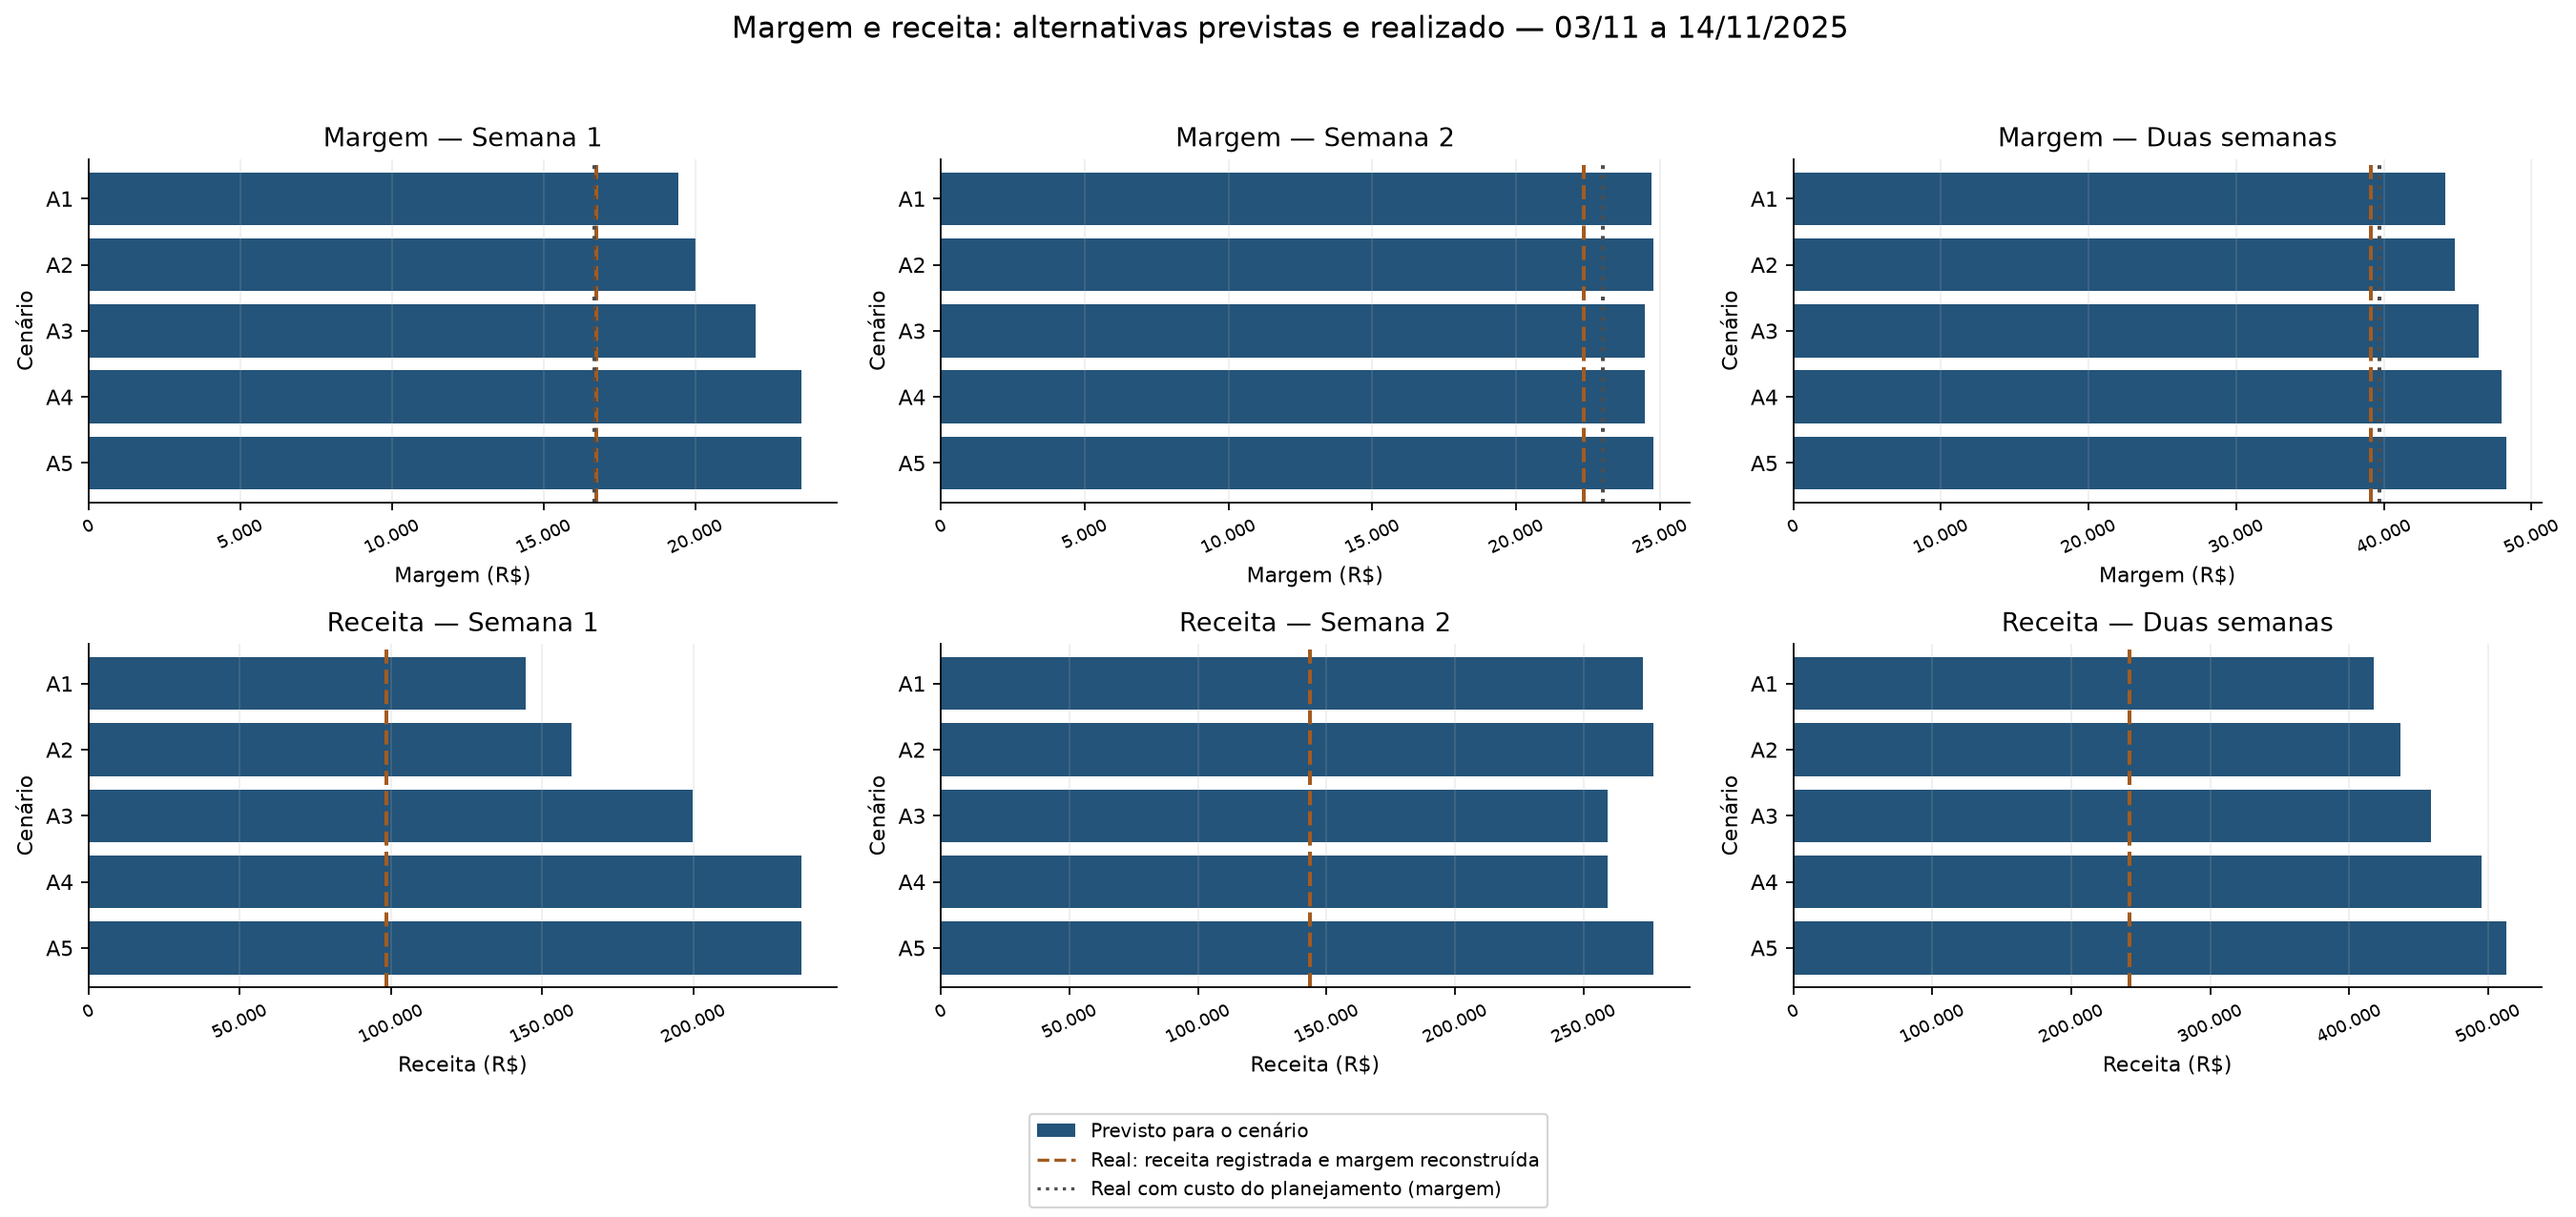 Margem e receita: alternativas previstas e realizado — 03/11 a 14/11/2025
Margem — Semana 1
Cenário
A1
A2
A3
A4
A5
0 5.000 10.000 15.000 20.000
Margem (R$)
Margem — Semana 2
Cenário
A1
A2
A3
A4
A5
0 5.000 10.000 15.000 20.000 25.000
Margem (R$)
Margem — Duas semanas
Cenário
A1
A2
A3
A4
A5
0 10.000 20.000 30.000 40.000 50.000
Margem (R$)
Receita — Semana 1
Cenário
A1
A2
A3
A4
A5
0 50.000 100.000 150.000 200.000
Receita (R$)
Receita — Semana 2
Cenário
A1
A2
A3
A4
A5
0 50.000 100.000 150.000 200.000 250.000
Receita (R$)
Receita — Duas semanas
Cenário
A1
A2
A3
A4
A5
0 100.000 200.000 300.000 400.000 500.000
Receita (R$)
Previsto para o cenário
Real: receita registrada e margem reconstruída
Real com custo do planejamento (margem)